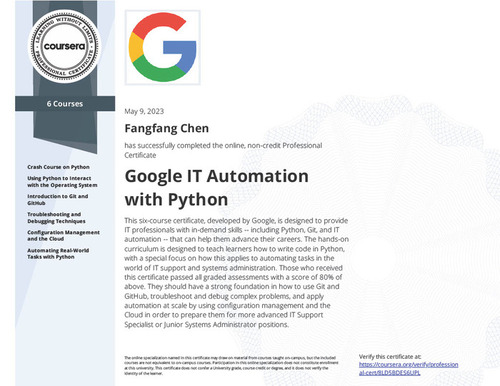 LEARNING WITHOUT LIMITS
coursera
PROFESSIONAL CERTIFICATE
6 Courses
Crash Course on Python
Using Python to Interact
with the Operating System
Introduction to Git and
GitHub
Troubleshooting and
Debugging Techniques
Configuration Management
and the Cloud
Automating Real-World
Tasks with Python
G
May 9, 2023
Fangfang Chen
has successfully completed the online, non-credit Professional
Certificate
Google IT Automation
with Python
This six-course certificate, developed by Google, is designed to provide
IT professionals with in-demand skills -- including Python, Git, and IT
automation -- that can help them advance their careers. The hands-on
curriculum is designed to teach learners how to write code in Python,
with a special focus on how this applies to automating tasks in the
world of IT support and systems administration. Those who received
this certificate passed all graded assessments with a score of 80% of
above. They should have a strong foundation in how to use Git and
GitHub, troubleshoot and debug complex problems, and apply
automation at scale by using configuration management and the
Cloud in order to prepare them for more advanced IT Support
Specialist or Junior Systems Administrator positions.
The online specialization named in this certificate may draw on material from courses taught on-campus, but the included
courses are not equivalent to on-campus courses. Participation in this online specialization does not constitute enrollment
at this university. This certificate does not confer a University grade, course credit or degree, and it does not verify the
identity of the learner.
Verify this certificate at:
https://coursera.org/verify/profession
al-cert/8LD5BDES6UPL